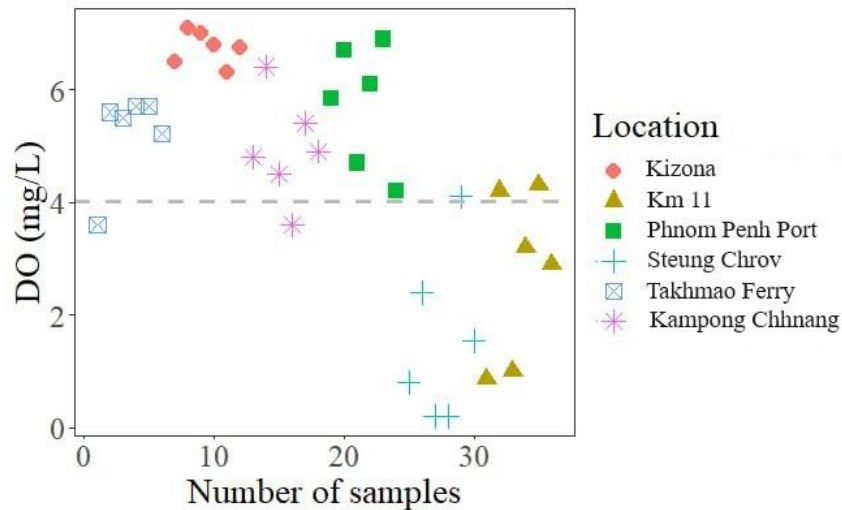 DO (mg/L)
6
4
2
0
0 10 20 30
Number of samples
Location
Kizona
Km 11
Phnom Penh Port
Steung Chrov
Takhmao Ferry
Kampong Chhnang